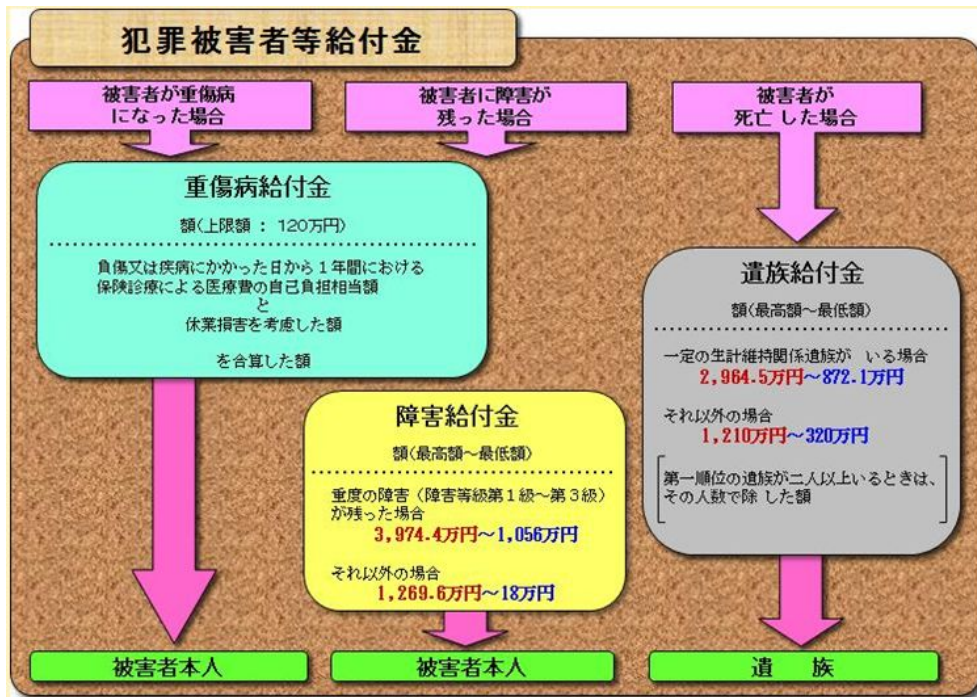 犯罪被害者等給付金
被害者が重傷病
になった場合
被害者に障害が
残った場合
被害者が
死亡した場合
重傷病給付金
額(上限額 : 120万円)
負傷又は疾病にかかった日から1年間における
保険診療による医療費の自己負担相当額
と
休業損害を考慮した額
を合算した額
障害給付金
額(最高額～最低額)
重度の障害(障害等級第1級～第3級)
が残った場合
3,974.4万円～1,056万円
それ以外の場合
1,269.6万円～18万円
遺族給付金
額(最高額～最低額)
一定の生計維持関係遺族が いる場合
2,964.5万円～872.1万円
それ以外の場合
1,210万円～320万円
第一順位の遺族が二人以上いるときは、
その人数で除した額
被害者本人
被害者本人
遺 族